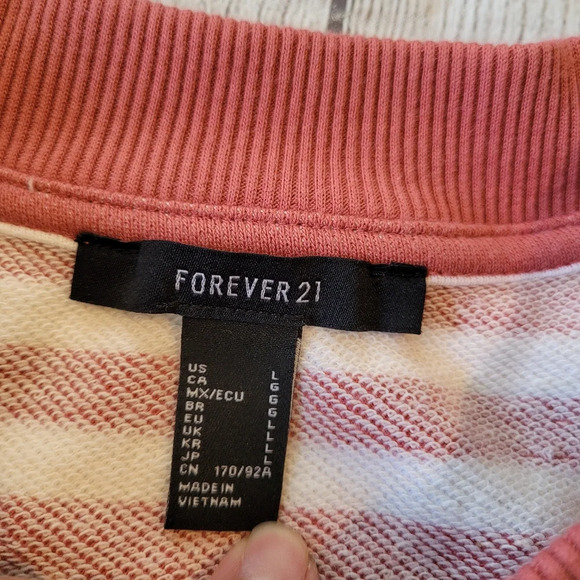 FOREVER 21
US L
CA G
MX/ECU G
BR G
EU L
UK L
KR L
JP L
CN 170/92A
MADE IN
VIETNAM